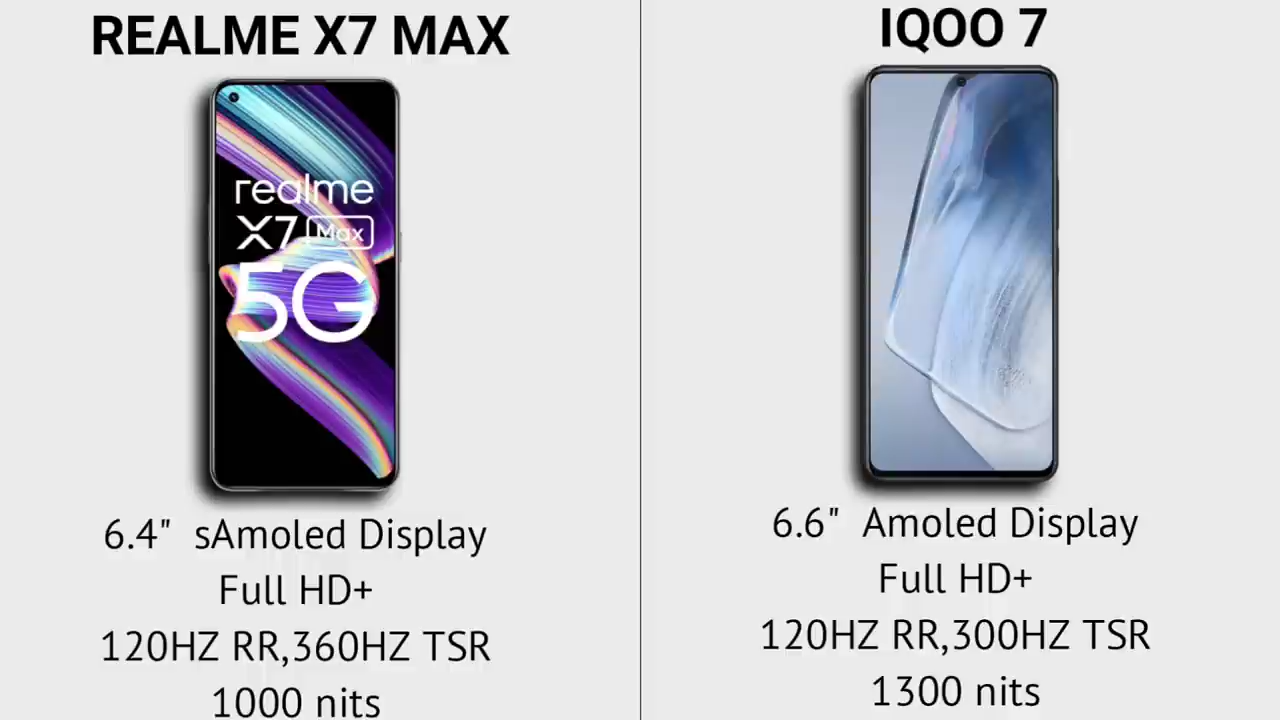 REALME X7 MAX
realme
X7 Max
5G
6.4" sAmoled Display
Full HD+
120HZ RR,360HZ TSR
1000 nits
IQOO 7
6.6" Amoled Display
Full HD+
120HZ RR,300HZ TSR
1300 nits